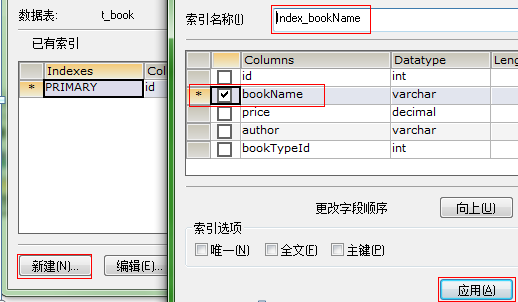 数据表: t_book
已有索引
Indexes Co
* PRIMARY id
新建(N)... 编辑(E)...
索引名称(I) Index_bookName
Columns Datatype Leng
id int
* bookName varchar
price decimal
author varchar
bookTypeId int
更改字段顺序 向上(U)
索引选项
唯一(N) 全文(F) 主键(P)
应用(A)